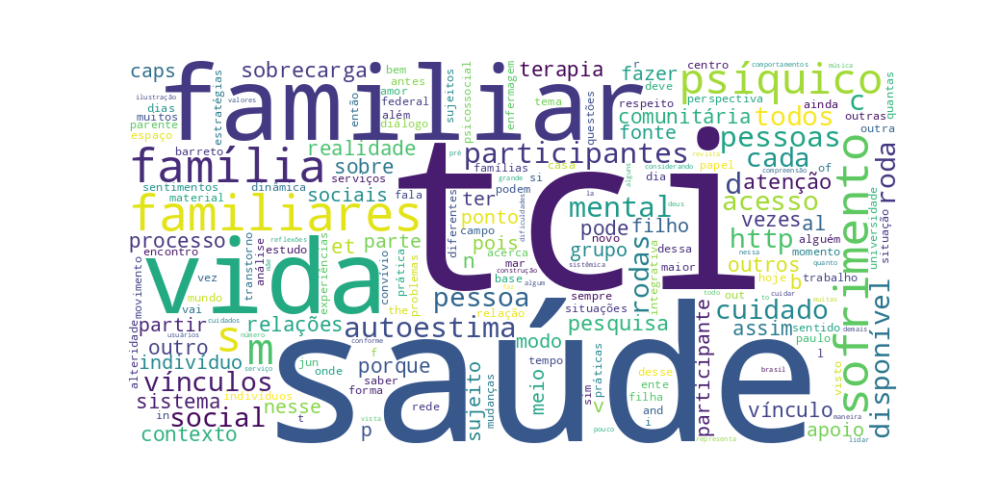 caps
sobrecarga
familiar
terapia
fazer
psíquico
centro
comportamentos
música
ilustração
valores
estratégias
dias
muitos
parente
espaço
bem
antes
amor
federal
além
diálogo
então
sujeitos
psicossocial
enfermagem
tema
questões
r
deve
respeito
perspectiva
comunitária
fonte
c
todos
ainda
outras
outra
quantas
barreto
realidade
família
sobre
serviços
sentimentos
dinâmica
material
sociais
fala
participantes
pré
famílias
casa
grande
si
podem
considerando
la
alguns
dia
revista
papel
compreensão
of
pessoas
cada
atenção
roda
tci
familiares
ter
ponto
campo
diferentes
dificuldades
deus
mental
pode
filho
novo
dessa
d
acesso
vezes
al
nessa
alguém
situação
universidade
sofrimento
processo
encontro
reflexões
et
parte
pois
acerca
n
mar
construção
sistêmica
grupo
rodas
integrativa
maior
http
outros
hoje
b
momento
quanto
trabalho
movimento
alteridade
vez
vai
mundo
análise
estudo
transtorno
mãe
experiências
convívio
prática
problemas
base
algum
sempre
situações
relação
faz
the
todo
out
to
cuidar
muitas
vida
pessoa
cuidado
disponível
partir
s
cuidados
usuários
número
serviço
relações
autoestima
modo
pesquisa
assim
demais
sentido
paulo
brasil
l
outro
indivíduo
m
conforme
f
porque
jun
onde
saber
forma
tempo
desse
ente
filha
práticas
sim
v
participante
visto
maneira
vínculos
indivíduos
sistema
in
nesse
t
social
contexto
p
rede
vista
sujeito
mudanças
meio
pouco
and
i
representa
vínculo
apoio
lidar
saúde